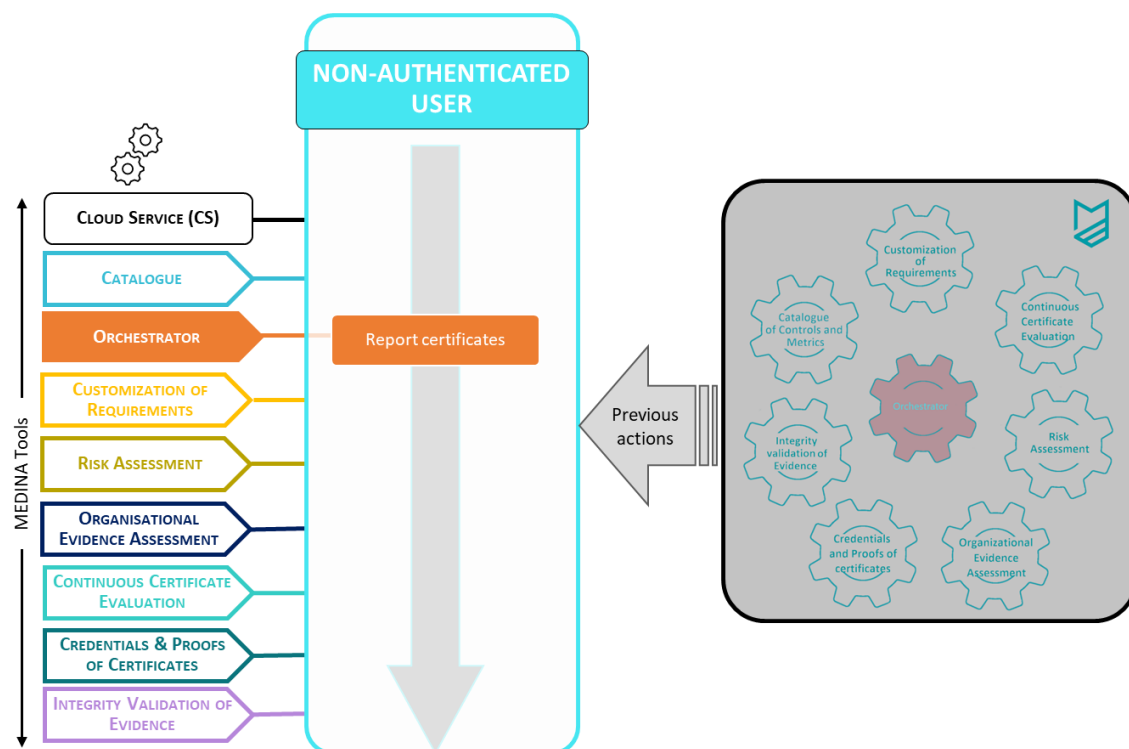 NON-AUTHENTICATED
USER
MEDINA Tools
CLOUD SERVICE (CS)
CATALOGUE
ORCHESTRATOR
Report certificates
CUSTOMIZATION OF
REQUIREMENTS
RISK ASSESSMENT
ORGANISATIONAL
EVIDENCE ASSESSMENT
CONTINUOUS CERTIFICATE
EVALUATION
CREDENTIALS & PROOFS
OF CERTIFICATES
INTEGRITY VALIDATION OF
EVIDENCE
Previous
actions
Customization
of
Requirements
Catalogue
of Controls and
Metrics
Continuous
Certificate
Evaluation
Orchestrator
Integrity
validation of
Evidence
Risk
Assessment
Credentials
and Proofs of
certificates
Organizational
Evidence
Assessment